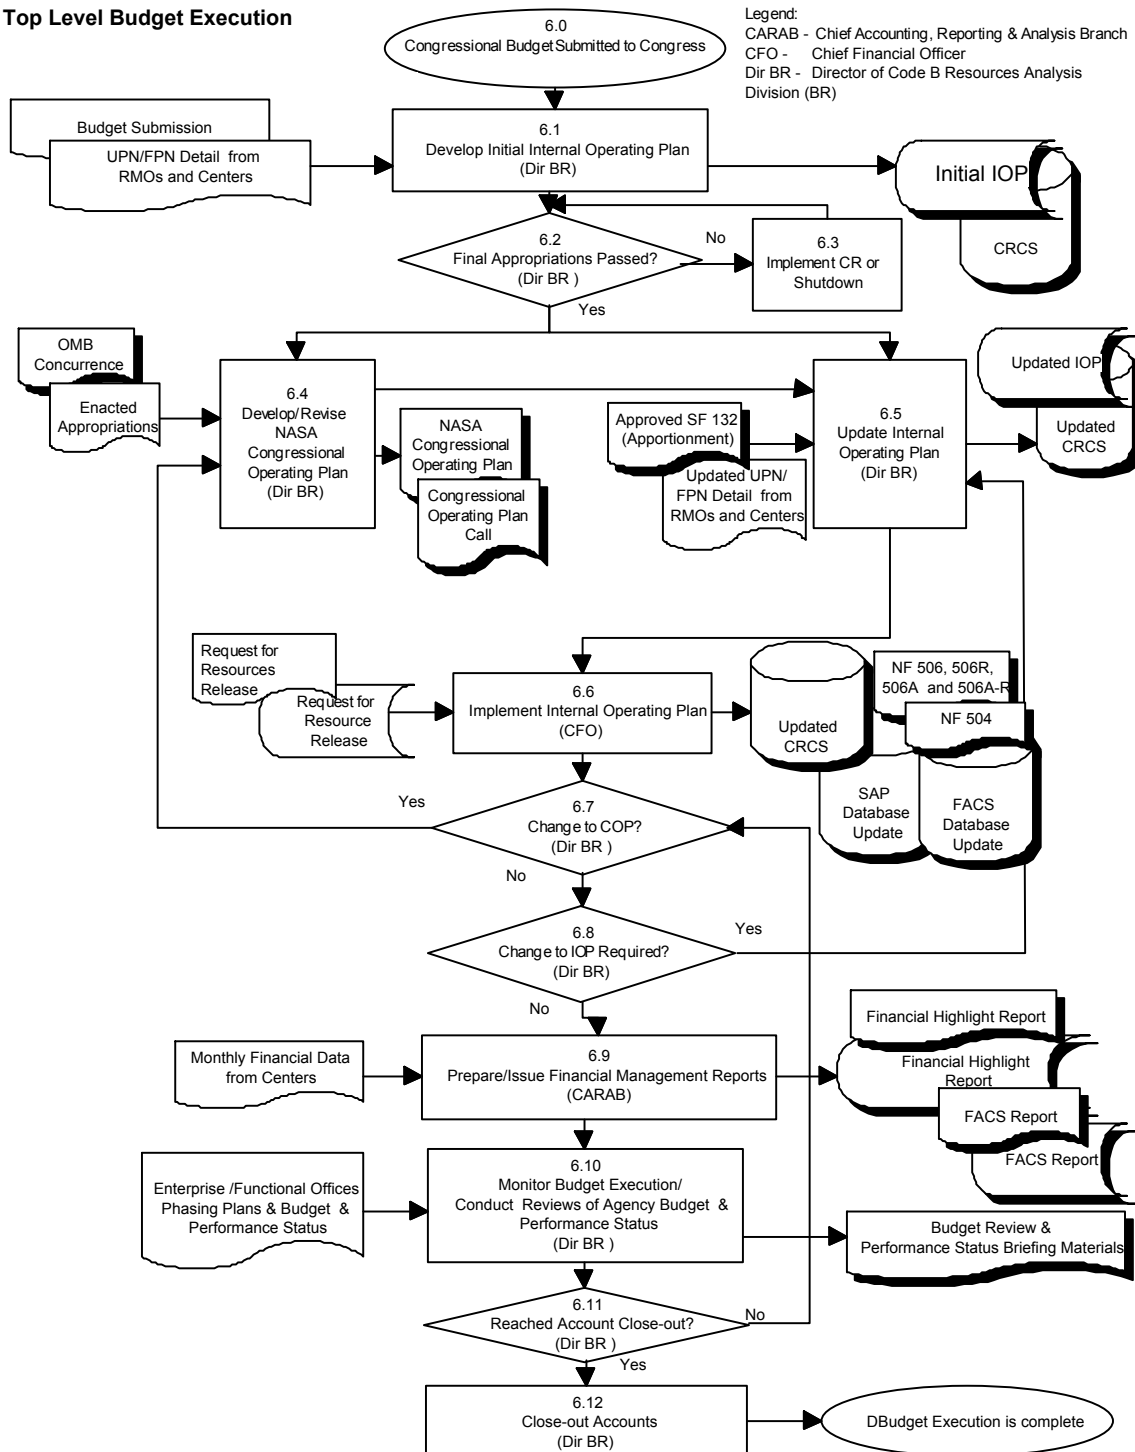 Top Level Budget Execution
Legend:
CARAB - Chief Accounting, Reporting & Analysis Branch
CFO - Chief Financial Officer
Dir BR - Director of Code B Resources Analysis
Division (BR)
6.0
Congressional Budget Submitted to Congress
Budget Submission
UPN/FPN Detail from
RMOs and Centers
6.1
Develop Initial Internal Operating Plan
(Dir BR)
Initial IOP
CRCS
6.2
Final Appropriations Passed?
(Dir BR )
No
6.3
Implement CR or
Shutdown
Yes
OMB
Concurrence
Enacted
Appropriations
6.4
Develop/Revise
NASA
Congressional
Operating Plan
(Dir BR)
NASA
Congressional
Operating Plan
Congressional
Operating Plan
Call
Approved SF 132
(Apportionment)
Updated UPN/
FPN Detail from
RMOs and Centers
6.5
Update Internal
Operating Plan
(Dir BR)
Updated IOP
Updated
CRCS
Request for
Resources
Release
Request for
Resource
Release
6.6
Implement Internal Operating Plan
(CFO)
Updated
CRCS
NF 506, 506R,
506A and 506A-R
NF 504
SAP
Database
Update
FACS
Database
Update
Yes
6.7
Change to COP?
(Dir BR )
No
6.8
Change to IOP Required?
(Dir BR)
Yes
No
Monthly Financial Data
from Centers
6.9
Prepare/Issue Financial Management Reports
(CARAB)
Financial Highlight Report
Financial Highlight
Report
FACS Report
FACS Report
Enterprise /Functional Offices
Phasing Plans & Budget &
Performance Status
6.10
Monitor Budget Execution/
Conduct Reviews of Agency Budget &
Performance Status
(Dir BR )
Budget Review &
Performance Status Briefing Materials
6.11
Reached Account Close-out?
(Dir BR )
No
Yes
6.12
Close-out Accounts
(Dir BR)
DBudget Execution is complete